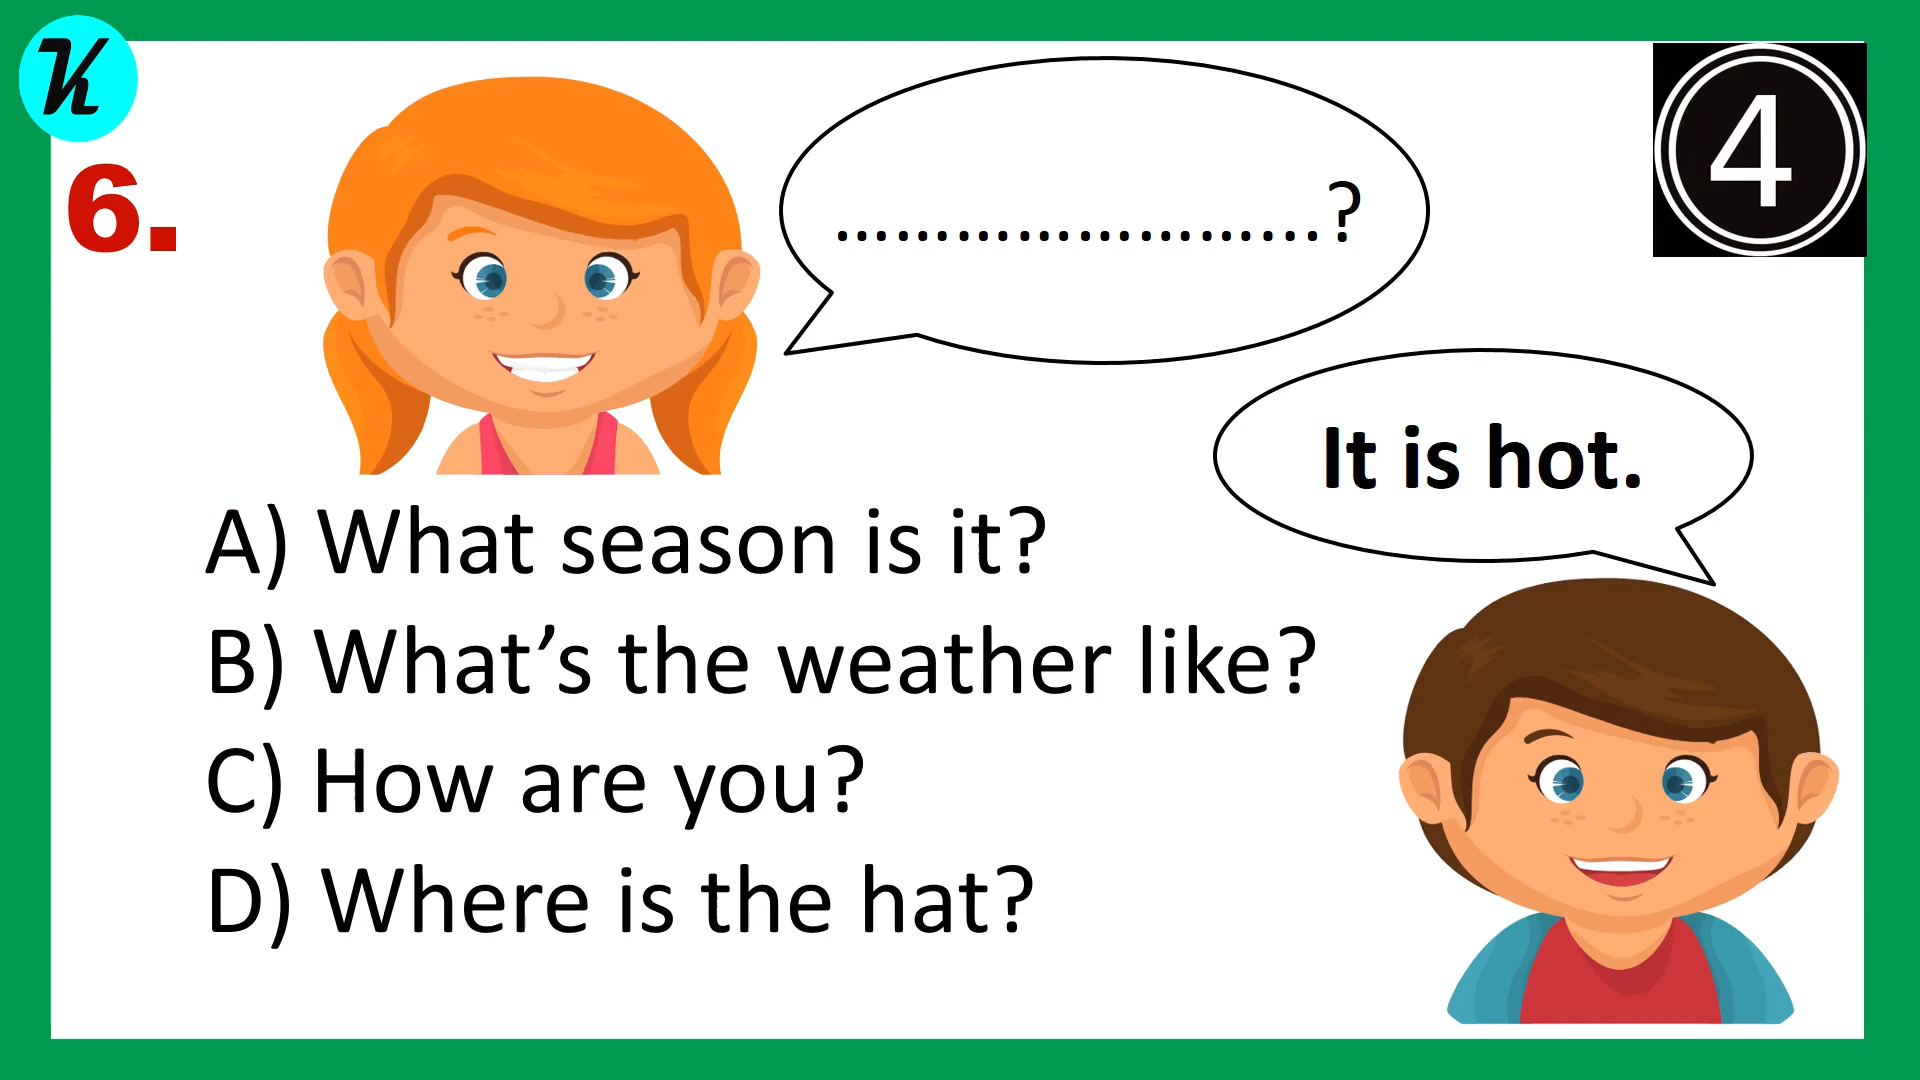 K
6.
4
........................?
It is hot.
A) What season is it?
B) What’s the weather like?
C) How are you?
D) Where is the hat?